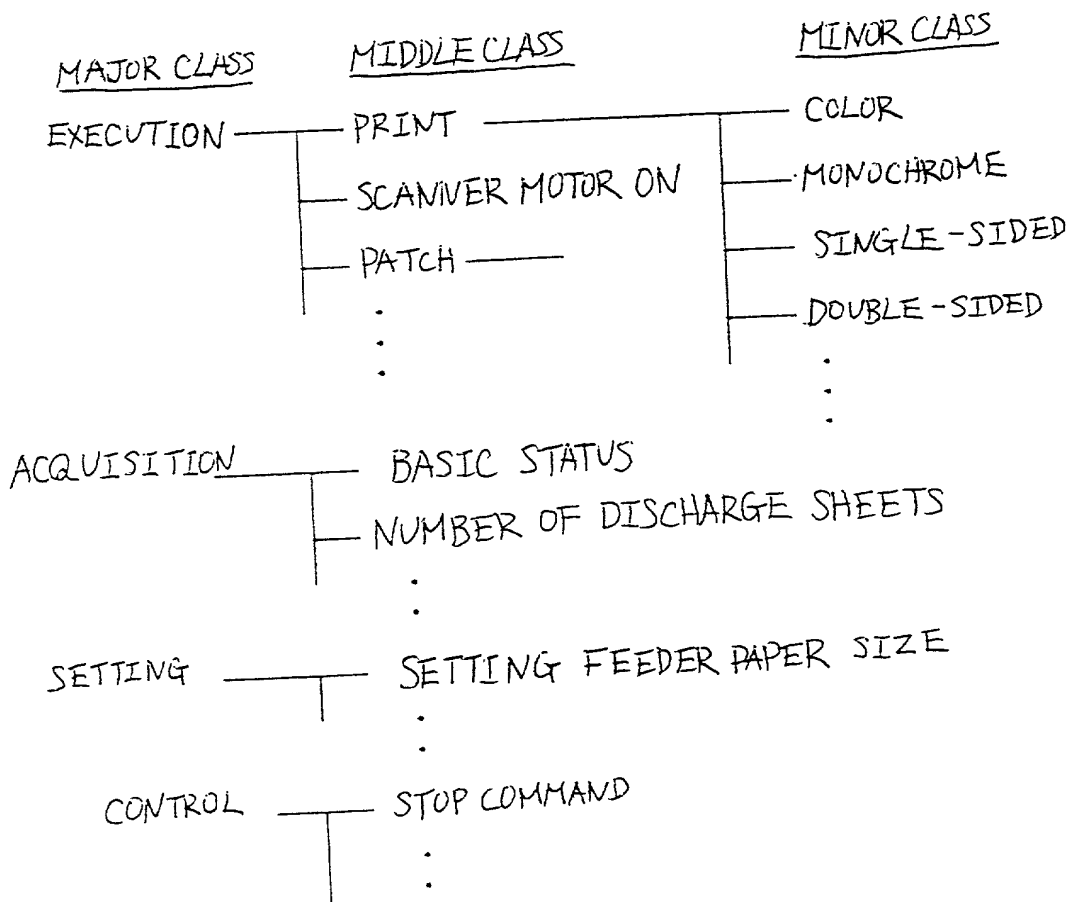 MAJOR CLASS MIDDLE CLASS MINOR CLASS
EXECUTION PRINT COLOR
SCANNER MOTOR ON MONOCHROME
PATCH SINGLE-SIDED
DOUBLE-SIDED
ACQUISITION BASIC STATUS
NUMBER OF DISCHARGE SHEETS
SETTING SETTING FEEDER PAPER SIZE
CONTROL STOP COMMAND